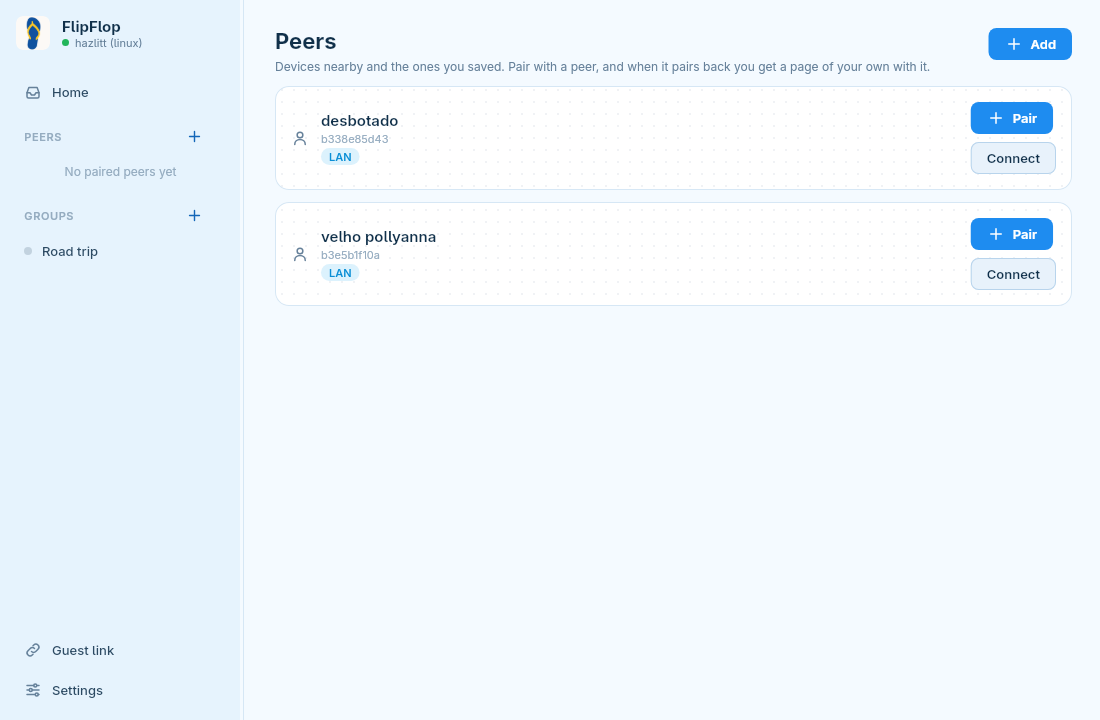 FlipFlop
hazlitt (linux)
Home
PEERS
No paired peers yet
GROUPS
Road trip
Guest link
Settings
Peers
Devices nearby and the ones you saved. Pair with a peer, and when it pairs back you get a page of your own with it.
Add
desbotado
b338e85d43
LAN
Pair
Connect
velho pollyanna
b3e5b1f10a
LAN
Pair
Connect